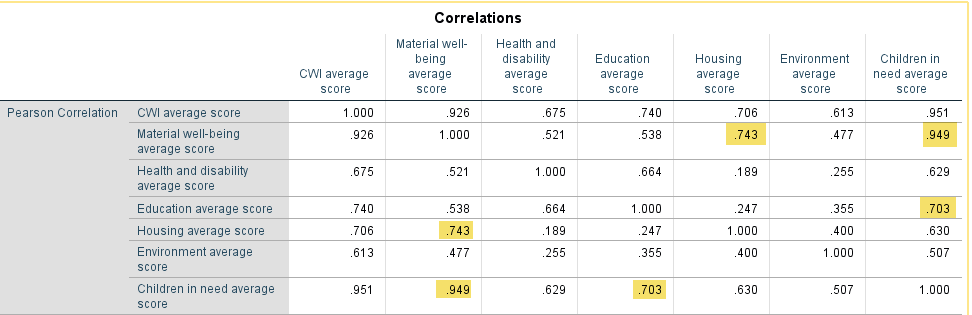 Correlations
CWI average score	Material well-being average score	Health and disability average score	Education average score	Housing average score	Environment average score	Children in need average score
Pearson Correlation	CWI average score	1.000	.926	.675	.740	.706	.613	.951
Material well-being average score	.926	1.000	.521	.538	.743	.477	.949
Health and disability average score	.675	.521	1.000	.664	.189	.255	.629
Education average score	.740	.538	.664	1.000	.247	.355	.703
Housing average score	.706	.743	.189	.247	1.000	.400	.630
Environment average score	.613	.477	.255	.355	.400	1.000	.507
Children in need average score	.951	.949	.629	.703	.630	.507	1.000